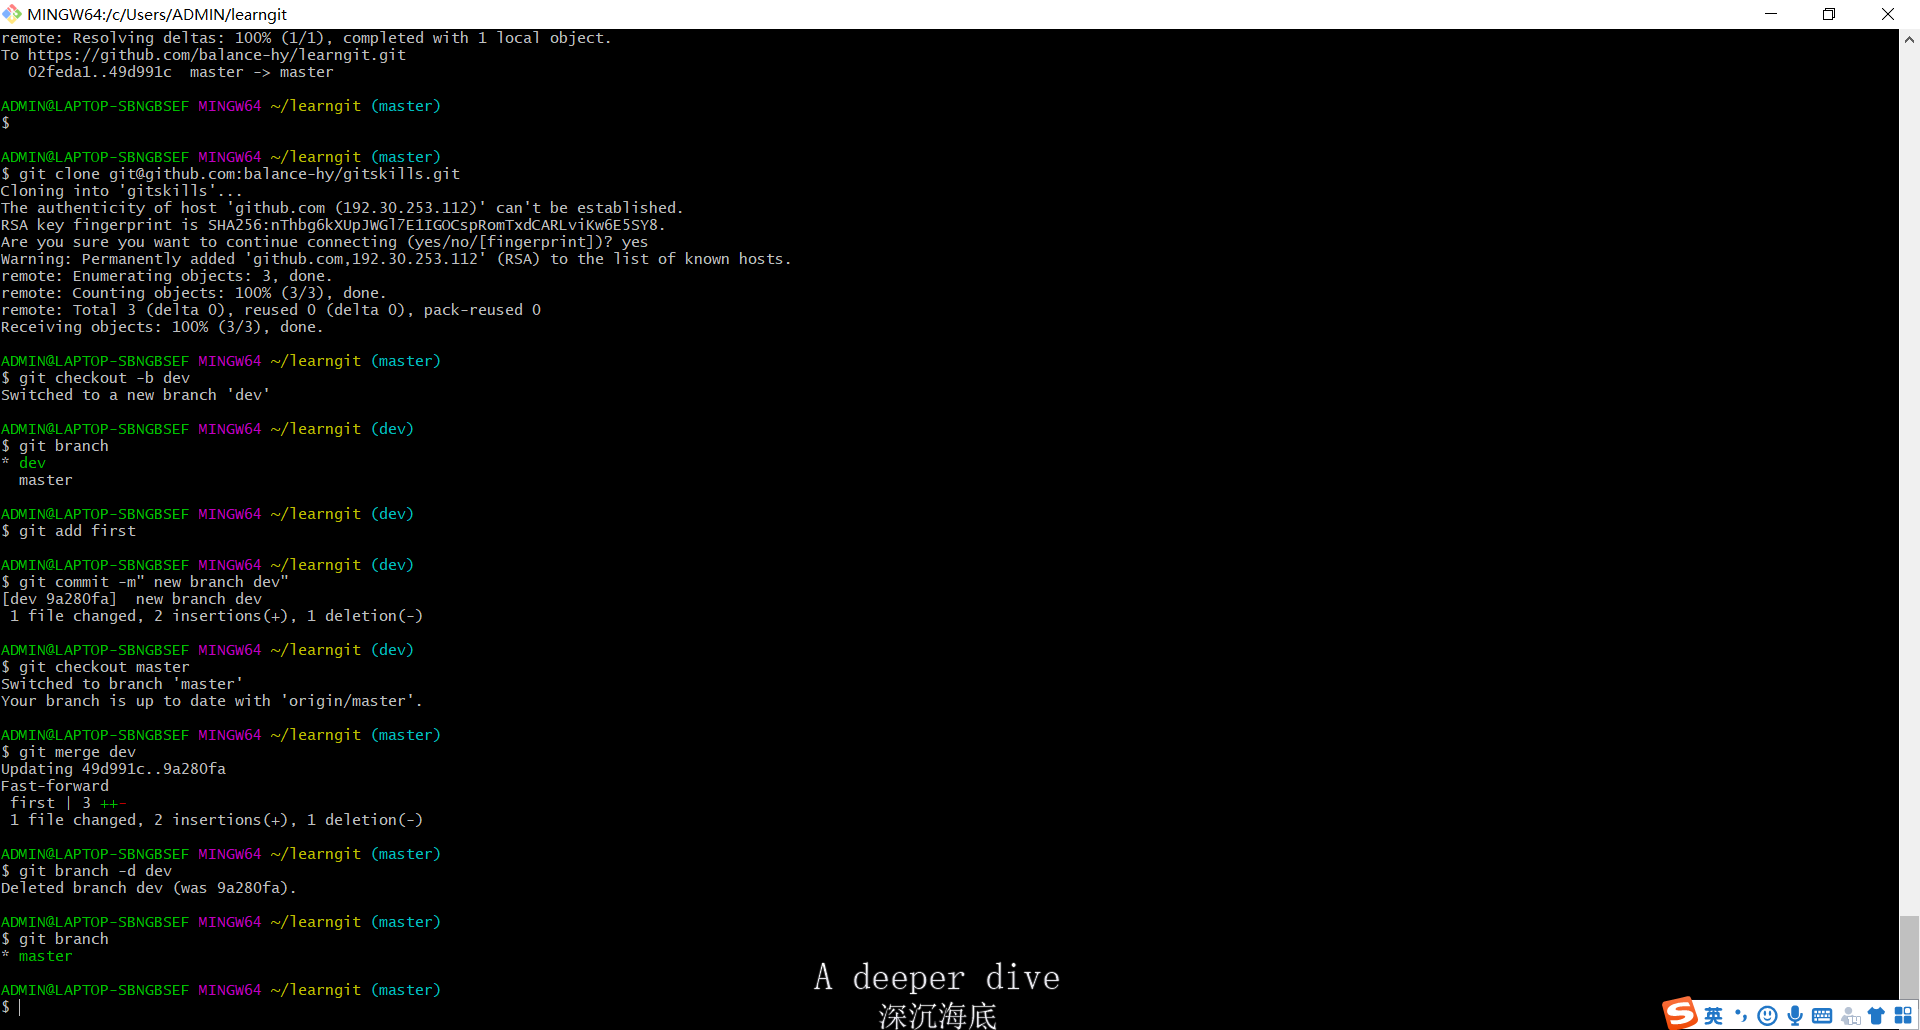 MINGW64:/c/Users/ADMIN/learngit
remote: Resolving deltas: 100% (1/1), completed with 1 local object.
To https://github.com/balance-hy/learngit.git
   02feda1..49d991c  master -> master
ADMIN@LAPTOP-SBNGBSEF MINGW64 ~/learngit (master)
$
ADMIN@LAPTOP-SBNGBSEF MINGW64 ~/learngit (master)
$ git clone git@github.com:balance-hy/gitskills.git
Cloning into 'gitskills'...
The authenticity of host 'github.com (192.30.253.112)' can't be established.
RSA key fingerprint is SHA256:nThbg6kXUpJWGl7E1IGOCspRomTxdCARLviKw6E5SY8.
Are you sure you want to continue connecting (yes/no/[fingerprint])? yes
Warning: Permanently added 'github.com,192.30.253.112' (RSA) to the list of known hosts.
remote: Enumerating objects: 3, done.
remote: Counting objects: 100% (3/3), done.
remote: Total 3 (delta 0), reused 0 (delta 0), pack-reused 0
Receiving objects: 100% (3/3), done.
ADMIN@LAPTOP-SBNGBSEF MINGW64 ~/learngit (master)
$ git checkout -b dev
Switched to a new branch 'dev'
ADMIN@LAPTOP-SBNGBSEF MINGW64 ~/learngit (dev)
$ git branch
* dev
  master
ADMIN@LAPTOP-SBNGBSEF MINGW64 ~/learngit (dev)
$ git add first
ADMIN@LAPTOP-SBNGBSEF MINGW64 ~/learngit (dev)
$ git commit -m" new branch dev"
[dev 9a280fa]  new branch dev
 1 file changed, 2 insertions(+), 1 deletion(-)
ADMIN@LAPTOP-SBNGBSEF MINGW64 ~/learngit (dev)
$ git checkout master
Switched to branch 'master'
Your branch is up to date with 'origin/master'.
ADMIN@LAPTOP-SBNGBSEF MINGW64 ~/learngit (master)
$ git merge dev
Updating 49d991c..9a280fa
Fast-forward
 first | 3 ++-
 1 file changed, 2 insertions(+), 1 deletion(-)
ADMIN@LAPTOP-SBNGBSEF MINGW64 ~/learngit (master)
$ git branch -d dev
Deleted branch dev (was 9a280fa).
ADMIN@LAPTOP-SBNGBSEF MINGW64 ~/learngit (master)
$ git branch
* master
ADMIN@LAPTOP-SBNGBSEF MINGW64 ~/learngit (master)
$
A deeper dive
深沉海底
英